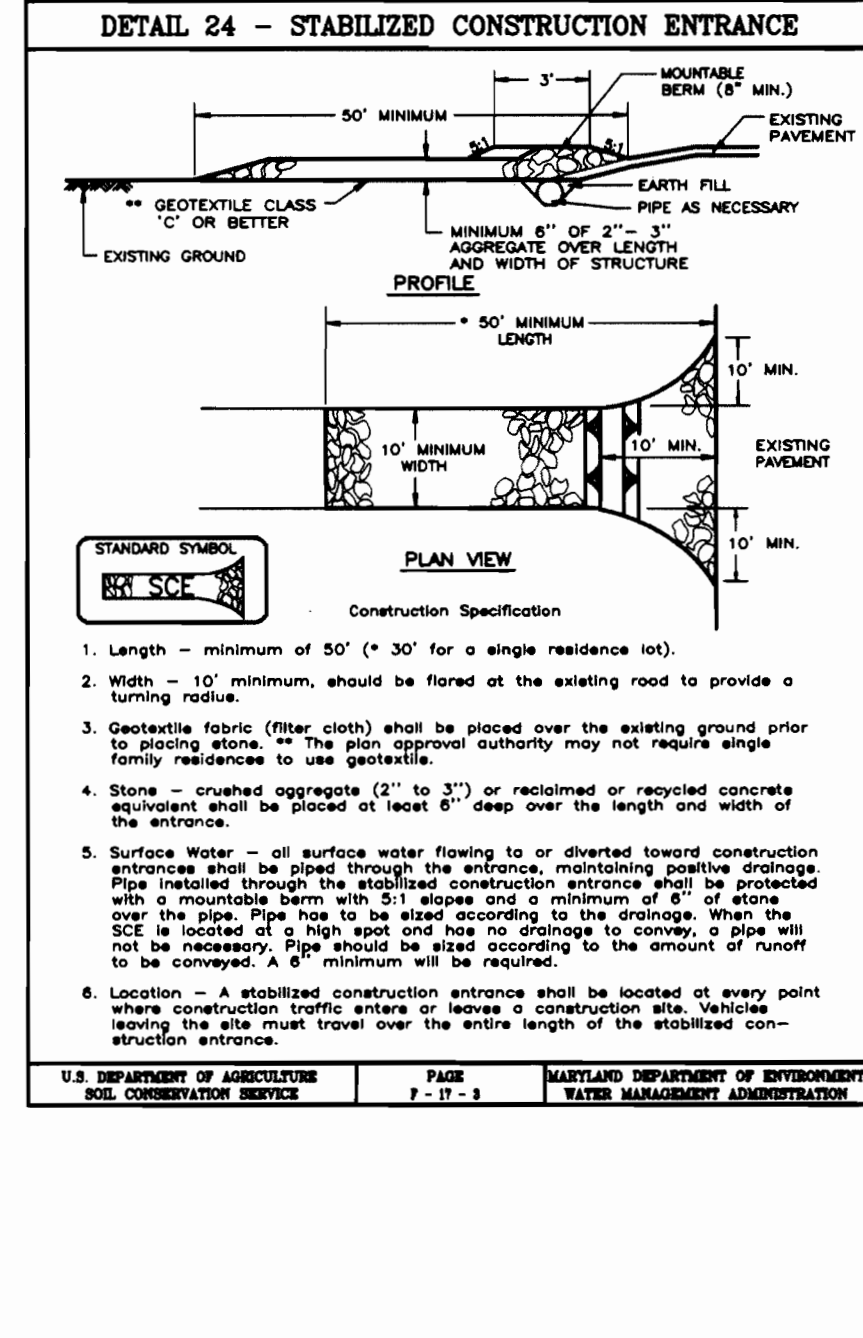 DETAIL 24 – STABILIZED CONSTRUCTION ENTRANCE
3'
MOUNTABLE
BERM (8" MIN.)
50' MINIMUM
EXISTING
PAVEMENT
5:1
5:1
EARTH FILL
** GEOTEXTILE CLASS
'C' OR BETTER
PIPE AS NECESSARY
MINIMUM 6" OF 2"– 3"
AGGREGATE OVER LENGTH
AND WIDTH OF STRUCTURE
EXISTING GROUND
PROFILE
* 50' MINIMUM
LENGTH
10' MIN.
10' MINIMUM
WIDTH
10' MIN.
EXISTING
PAVEMENT
10' MIN.
STANDARD SYMBOL
SCE
PLAN VIEW
Construction Specification
1. Length – minimum of 50' (* 30' for a single residence lot).
2. Width – 10' minimum, should be flared at the existing road to provide a
turning radius.
3. Geotextile fabric (filter cloth) shall be placed over the existing ground prior
to placing stone. ** The plan approval authority may not require single
family residences to use geotextile.
4. Stone – crushed aggregate (2" to 3") or reclaimed or recycled concrete
equivalent shall be placed at least 6" deep over the length and width of
the entrance.
5. Surface Water – all surface water flowing to or diverted toward construction
entrances shall be piped through the entrance, maintaining positive drainage.
Pipe installed through the stabilized construction entrance shall be protected
with a mountable berm with 5:1 slopes and a minimum of 6" of stone
over the pipe. Pipe has to be sized according to the drainage. When the
SCE is located at a high spot and has no drainage to convey, a pipe will
not be necessary. Pipe should be sized according to the amount of runoff
to be conveyed. A 6" minimum will be required.
6. Location – A stabilized construction entrance shall be located at every point
where construction traffic enters or leaves a construction site. Vehicles
leaving the site must travel over the entire length of the stabilized con–
struction entrance.
U.S. DEPARTMENT OF AGRICULTURE
SOIL CONSERVATION SERVICE
PAGE
F – 17 – 3
MARYLAND DEPARTMENT OF ENVIRONMENT
WATER MANAGEMENT ADMINISTRATION